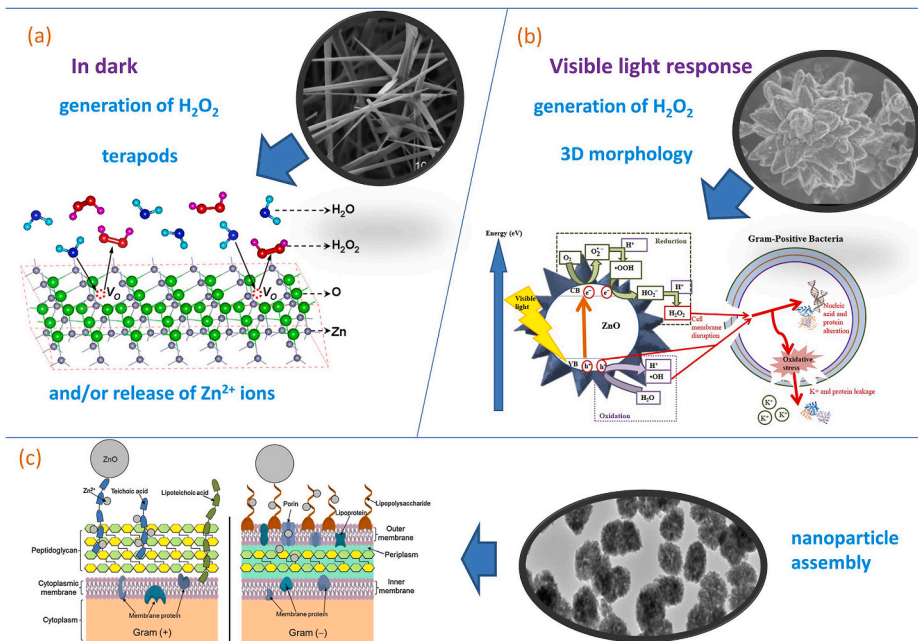 (a)
In dark
generation of H₂O₂
terapods
10
H₂O
H₂O₂
V₀
V₀
O
Zn
and/or release of Zn²⁺ ions
(b)
Visible light response
generation of H₂O₂
3D morphology
Energy (eV)
Reduction
O₂
O₂•⁻
H⁺
•OOH
HO₂⁻
H⁺
H₂O₂
CB
e⁻
e⁻
Visible
light
ZnO
VB
h⁺
h⁺
H⁺
•OH
H₂O
Oxidation
Cell
membrane
disruption
Gram-Positive Bacteria
Nucleic
acid and
protein
alteration
Oxidative
stress
K+ and protein leakage
K⁺
K⁺
K⁺
(c)
ZnO
Zn²⁺
Teichoic acid
Lipoteichoic acid
Peptidoglycan
Cytoplasmic
membrane
Membrane protein
Cytoplasm
Gram (+)
Porin
Lipoprotein
Lipopolysaccharide
Outer
membrane
Periplasm
Inner
membrane
Membrane protein
Gram (−)
nanoparticle
assembly